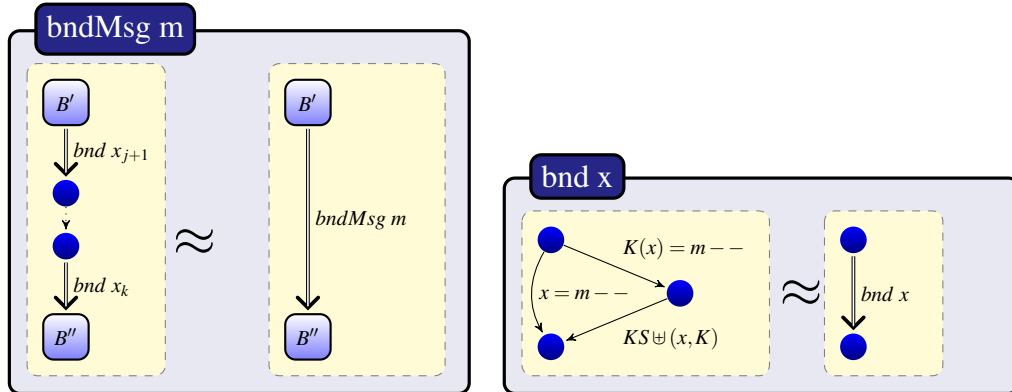 bndMsg m
B′
bnd x_{j+1}
bnd x_k
B″
≈
B′
bndMsg m
B″
bnd x
K(x) = m − −
x = m − −
KS ⊎ (x, K)
≈
bnd x